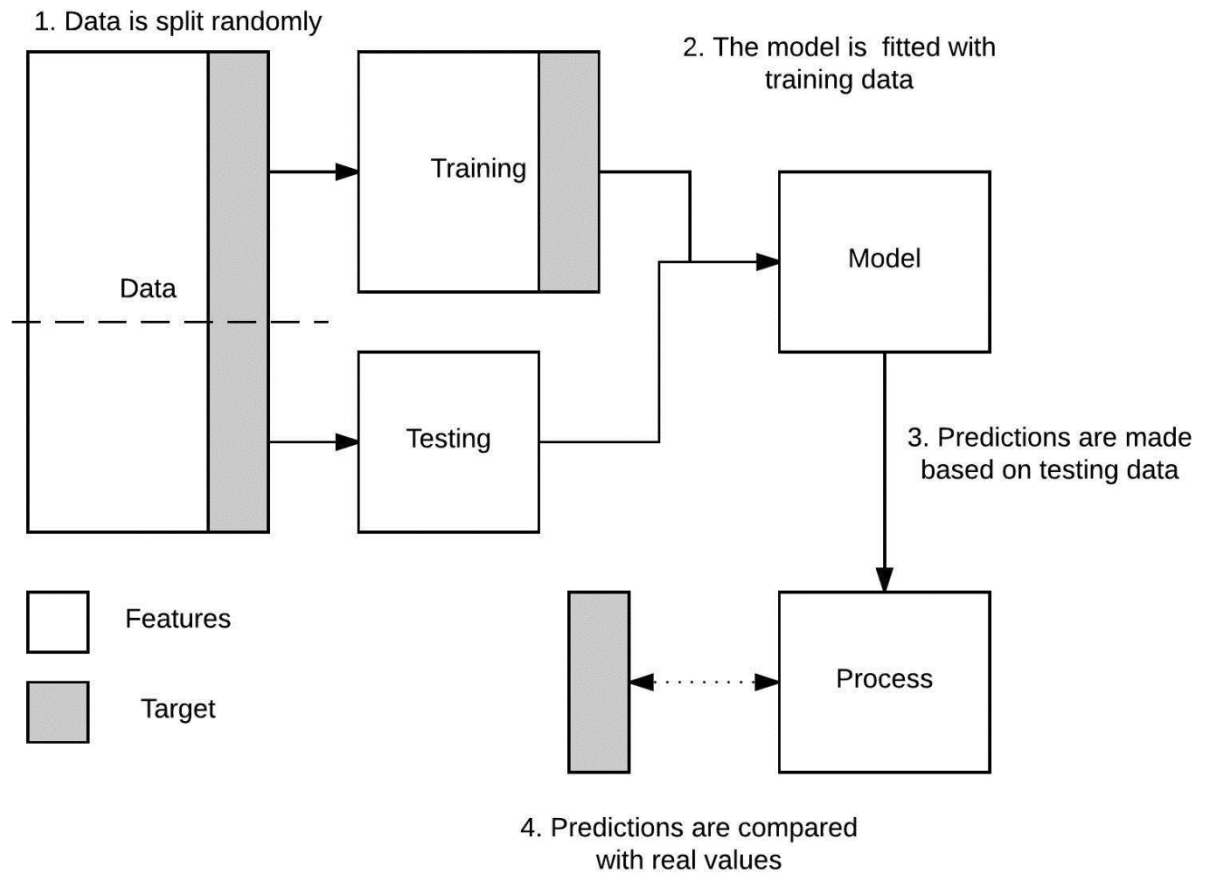 1. Data is split randomly
2. The model is fitted with
training data
Training
Model
Data
Testing
3. Predictions are made
based on testing data
Features
Target
Process
4. Predictions are compared
with real values